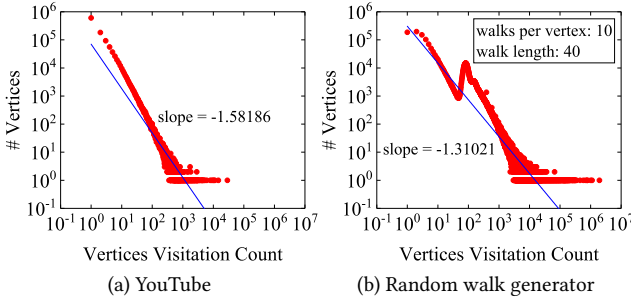 10^6
10^5
10^4
10^3
10^2
10^1
10^0
10^-1
# Vertices
slope = -1.58186
10^-1 10^0 10^1 10^2 10^3 10^4 10^5 10^6 10^7
Vertices Visitation Count
(a) YouTube
10^6
10^5
10^4
10^3
10^2
10^1
10^0
10^-1
# Vertices
walks per vertex: 10
walk length: 40
slope = -1.31021
10^-1 10^0 10^1 10^2 10^3 10^4 10^5 10^6 10^7
Vertices Visitation Count
(b) Random walk generator